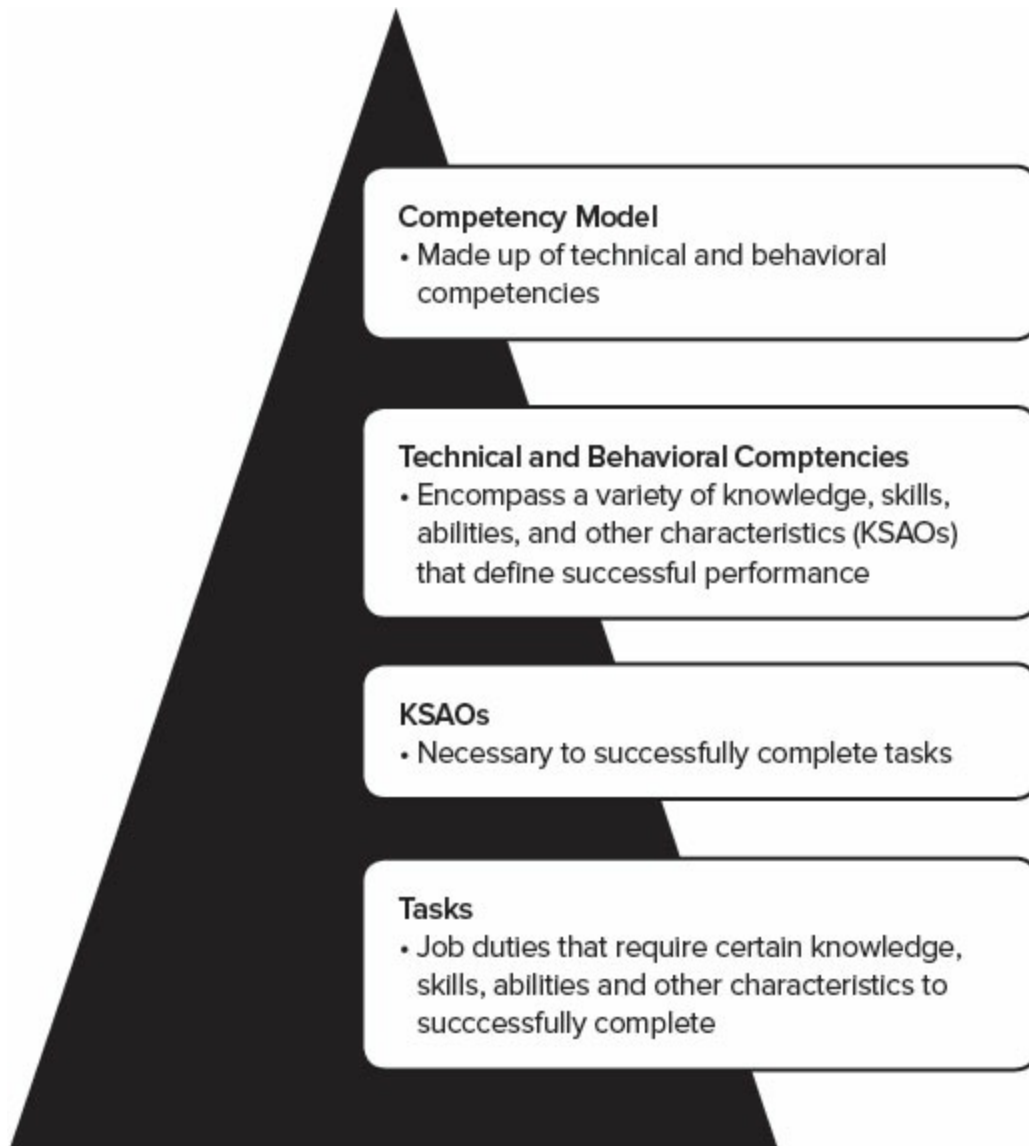 Competency Model
• Made up of technical and behavioral
competencies
Technical and Behavioral Comptencies
• Encompass a variety of knowledge, skills,
abilities, and other characteristics (KSAOs)
that define successful performance
KSAOs
• Necessary to successfully complete tasks
Tasks
• Job duties that require certain knowledge,
skills, abilities and other characteristics to
succcessfully complete